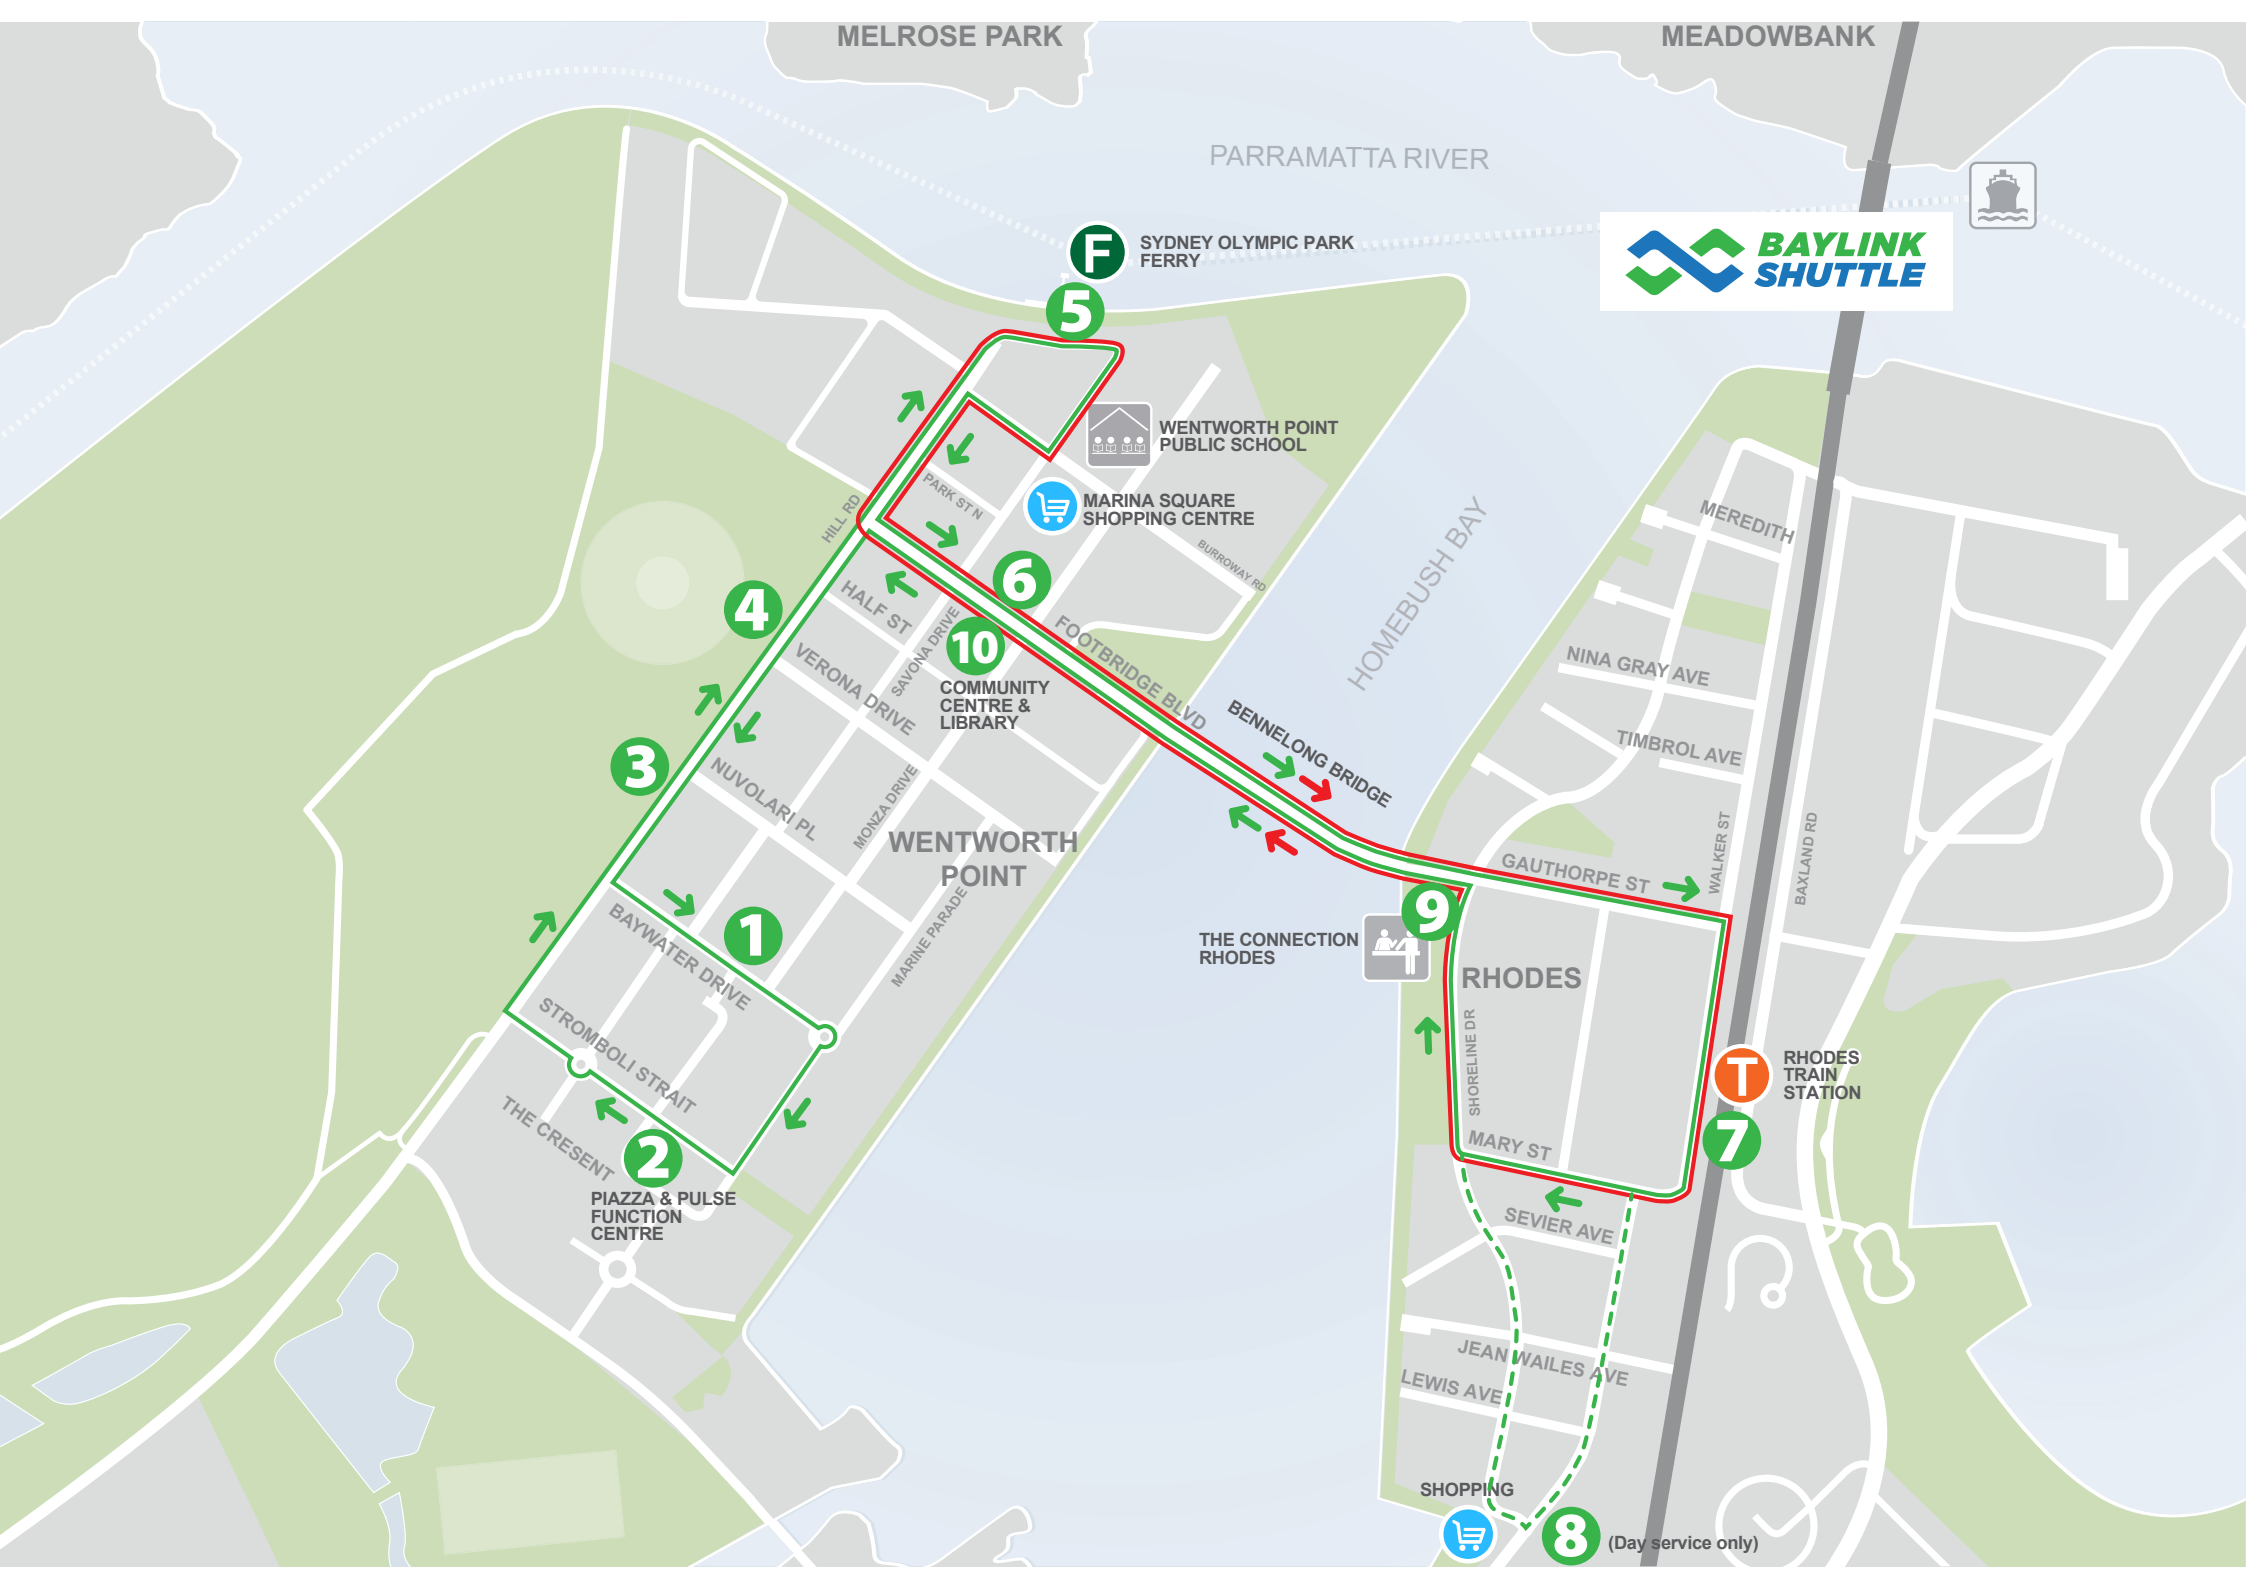 MELROSE PARK
MEADOWBANK
PARRAMATTA RIVER
F
SYDNEY OLYMPIC PARK
FERRY
BAYLINK
SHUTTLE
5
WENTWORTH POINT
PUBLIC SCHOOL
PARK ST N
MARINA SQUARE
SHOPPING CENTRE
HILL RD
BURROWAY RD
HOMEBUSH BAY
MEREDITH
6
4
HALF ST
SAVONA DRIVE
10
FOOTBRIDGE BLVD
VERONA DRIVE
COMMUNITY
CENTRE &
LIBRARY
NINA GRAY AVE
TIMBROL AVE
BENNELONG BRIDGE
3
NUVOLARI PL
MONZA DRIVE
WENTWORTH
POINT
WALKER ST
BAXLAND RD
GAUTHORPE ST
1
BAYWATER DRIVE
MARINE PARADE
9
THE CONNECTION
RHODES
RHODES
STROMBOLI STRAIT
SHORELINE DR
T
RHODES
TRAIN
STATION
THE CRESENT
2
7
MARY ST
PIAZZA & PULSE
FUNCTION
CENTRE
SEVIER AVE
JEAN WAILES AVE
LEWIS AVE
SHOPPING
8
(Day service only)